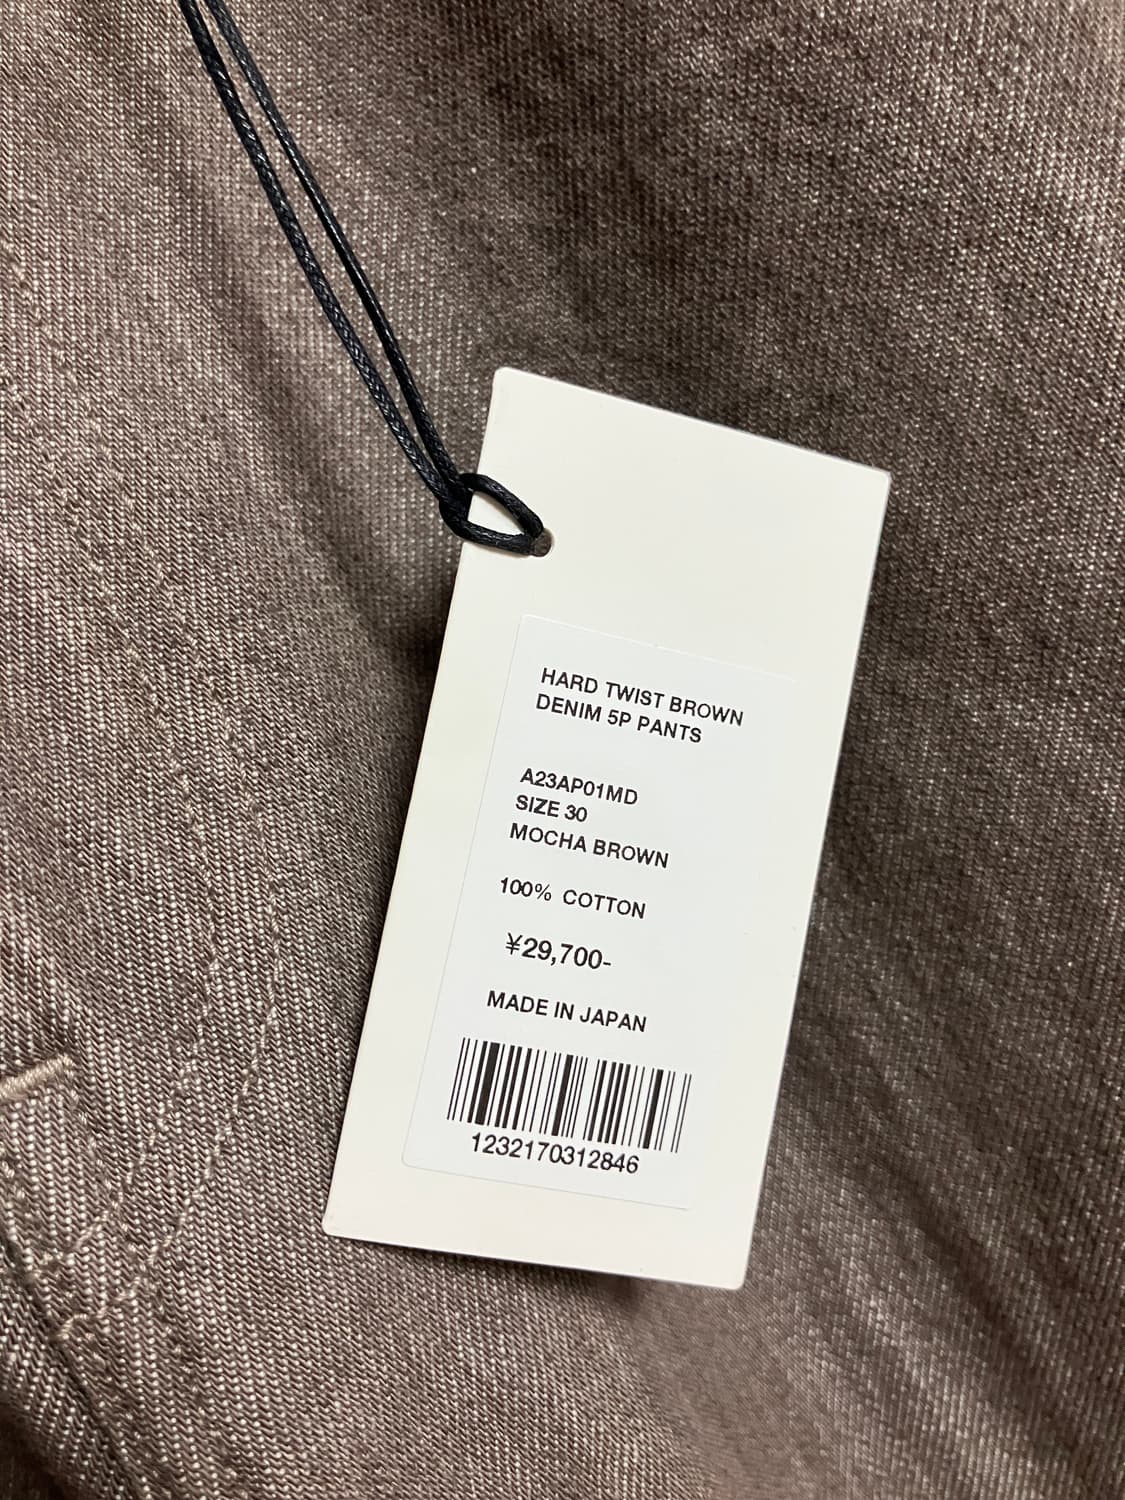 HARD TWIST BROWN
DENIM 5P PANTS
A23AP01MD
SIZE 30
MOCHA BROWN
100% COTTON
¥29,700-
MADE IN JAPAN
1232170312846